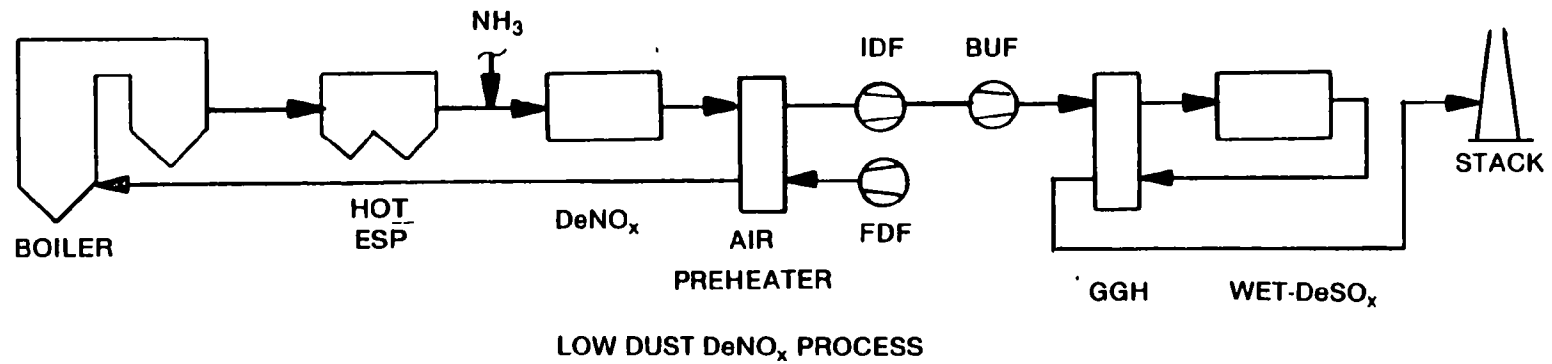 NH₃
IDF
BUF
BOILER
HOT
ESP
DeNOₓ
AIR
PREHEATER
FDF
GGH
WET-DeSOₓ
STACK
LOW DUST DeNOₓ PROCESS